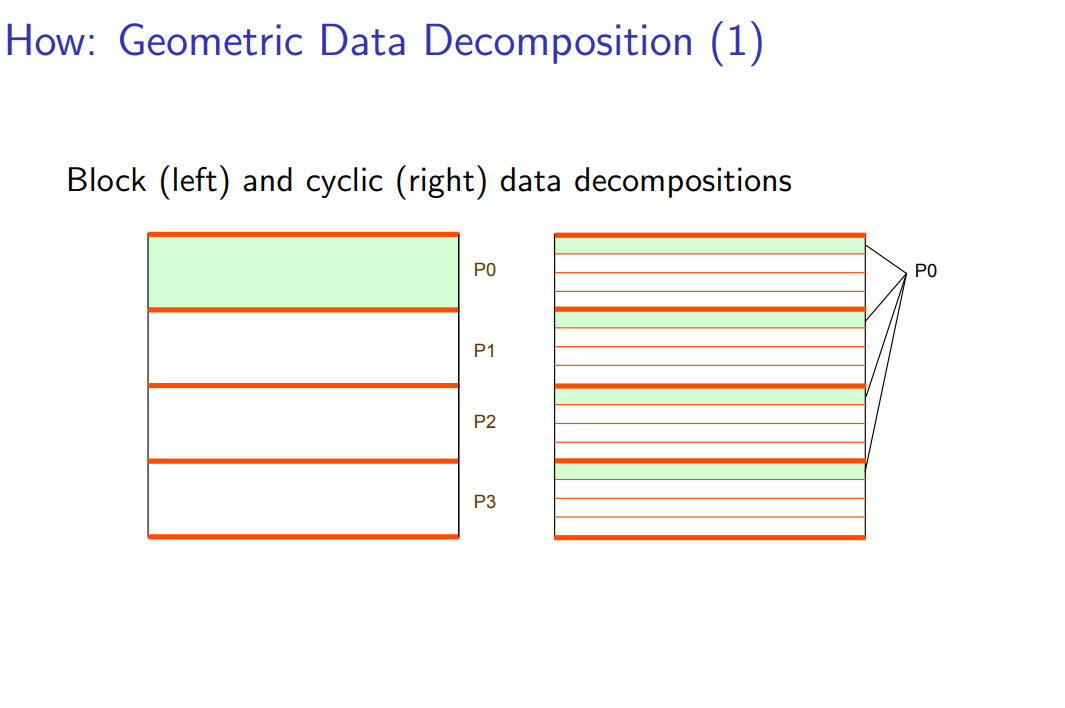 How: Geometric Data Decomposition (1)
Block (left) and cyclic (right) data decompositions
P0
P1
P2
P3
P0